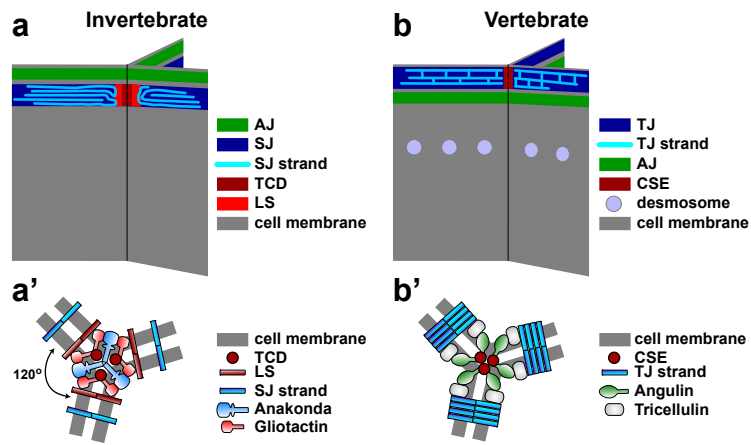 a
Invertebrate
AJ
SJ
SJ strand
TCD
LS
cell membrane
b
Vertebrate
TJ
TJ strand
AJ
CSE
desmosome
cell membrane
a'
120º
cell membrane
TCD
LS
SJ strand
Anakonda
Gliotactin
b'
cell membrane
CSE
TJ strand
Angulin
Tricellulin